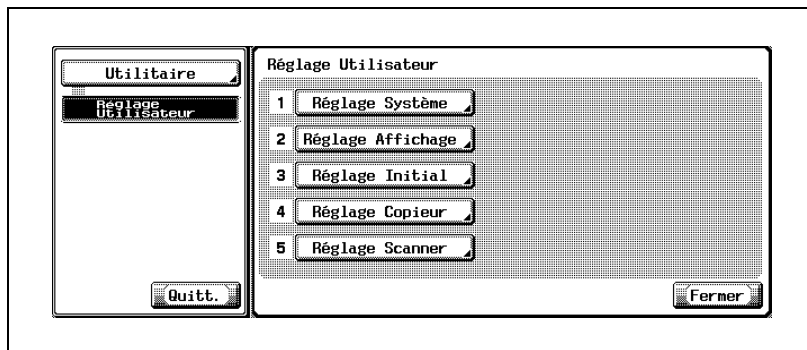 Utilitaire
Réglage
Utilisateur
Quitt.
Réglage Utilisateur
1 Réglage Système
2 Réglage Affichage
3 Réglage Initial
4 Réglage Copieur
5 Réglage Scanner
Fermer